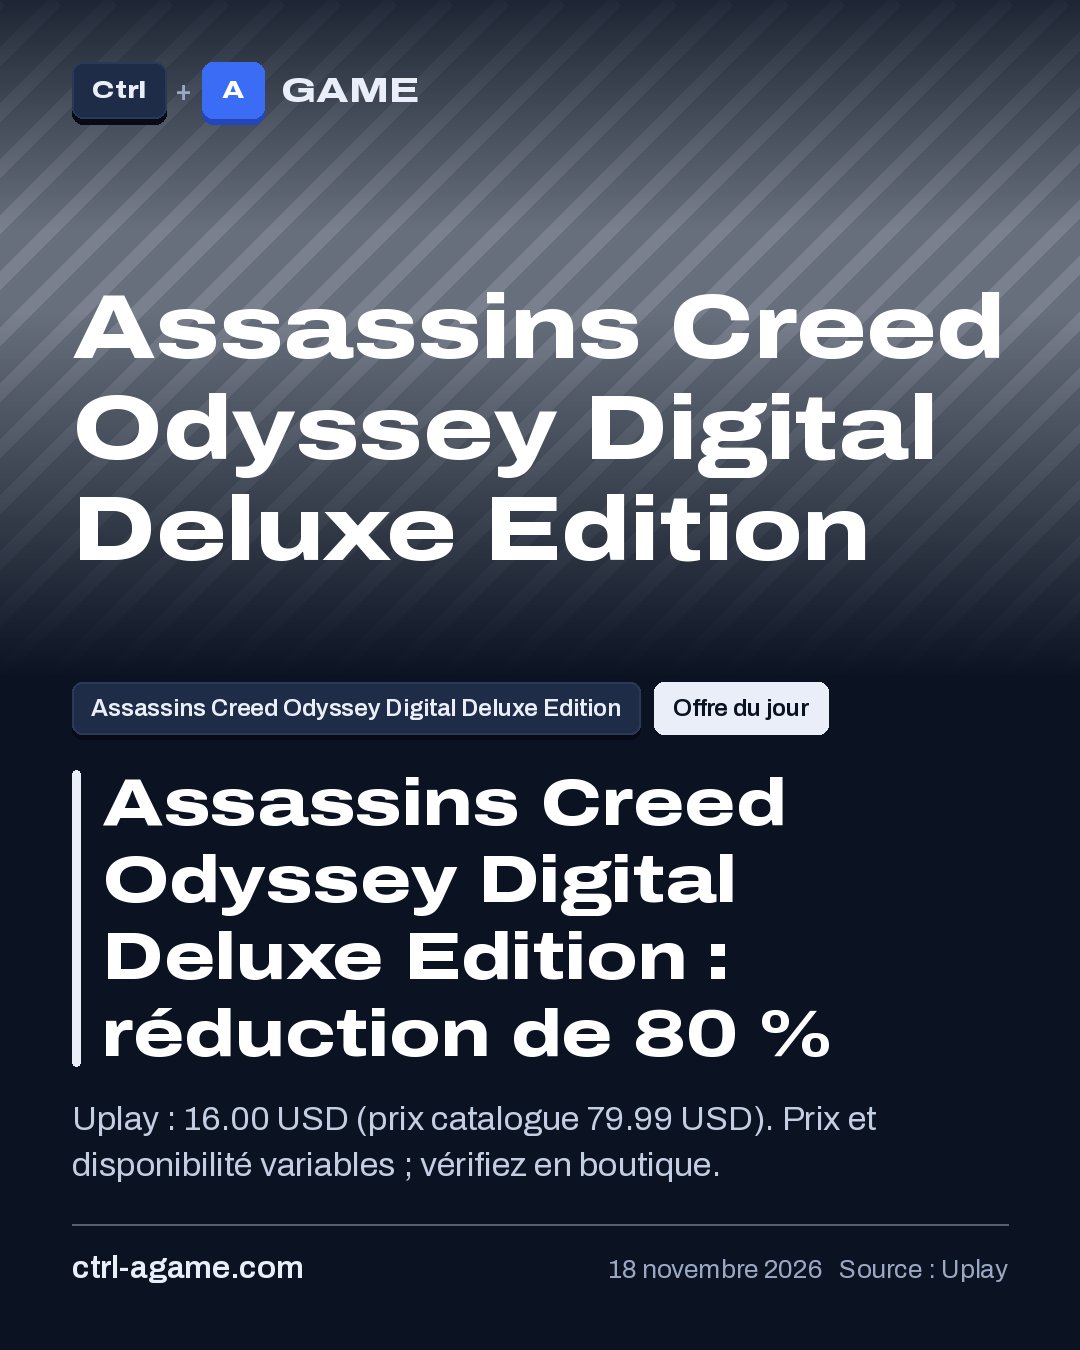 Ctrl + A GAME
Assassins Creed
Odyssey Digital
Deluxe Edition
Assassins Creed Odyssey Digital Deluxe Edition Offre du jour
Assassins Creed
Odyssey Digital
Deluxe Edition :
réduction de 80 %
Uplay : 16.00 USD (prix catalogue 79.99 USD). Prix et
disponibilité variables ; vérifiez en boutique.
ctrl-agame.com 18 novembre 2026 Source : Uplay